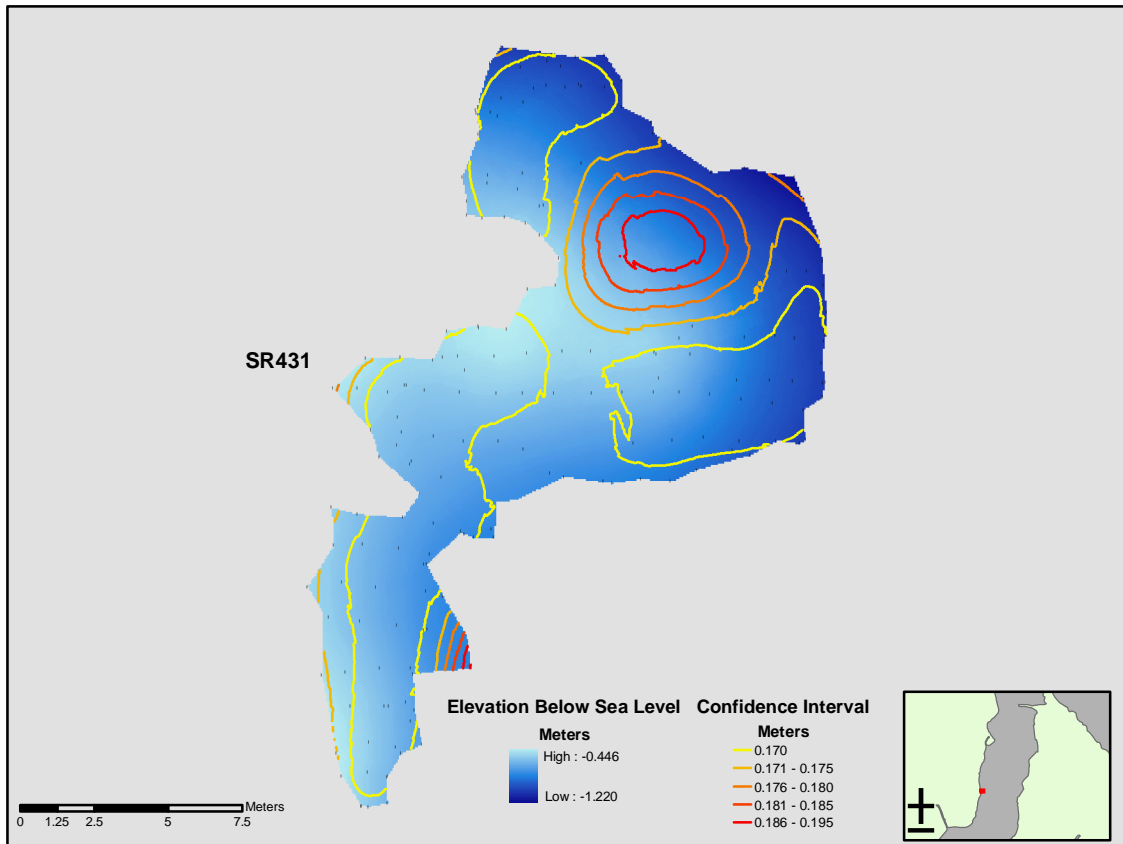 SR431
Elevation Below Sea Level
Meters
High : -0.446
Low : -1.220
Confidence Interval
Meters
0.170
0.171 - 0.175
0.176 - 0.180
0.181 - 0.185
0.186 - 0.195
Meters
0 1.25 2.5 5 7.5